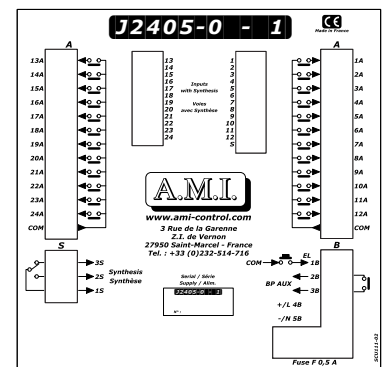 J2405-0 - 1
CE
Made in France
A
A
13A
14A
15A
16A
17A
18A
19A
20A
21A
22A
23A
24A
COM
13
14
15
16
17
18
19
20
21
22
23
24
Inputs
with Synthesis
Voies
avec Synthèse
1
2
3
4
5
6
7
8
9
10
11
12
S
1A
2A
3A
4A
5A
6A
7A
8A
9A
10A
11A
12A
COM
A.M.I.
www.ami-control.com
3 Rue de la Garenne
Z.I. de Vernon
27950 Saint-Marcel - France
Tel. : +33 (0)232-514-716
S
3S
2S
1S
Synthesis
Synthèse
Serial / Série
Supply / Alim.
J2405-0 - 1
N° :
B
COM
EL
1B
2B
BP AUX
3B
+/L 4B
-/N 5B
Fuse F 0,5 A
SCO111-02